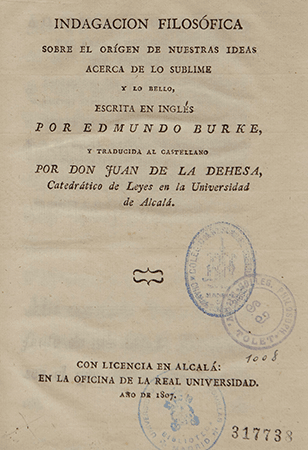 INDAGACION FILOSÓFICA
SOBRE EL ORÍGEN DE NUESTRAS IDEAS
ACERCA DE LO SUBLIME
Y LO BELLO,
ESCRITA EN INGLÉS
POR EDMUNDO BURKE,
Y TRADUCIDA AL CASTELLANO
POR DON JUAN DE LA DEHESA,
Catedrático de Leyes en la Universidad
de Alcalá.
TOLET.
1008
CON LICENCIA EN ALCALÁ:
EN LA OFICINA DE LA REAL UNIVERSIDAD.
AÑO DE 1807.
317738